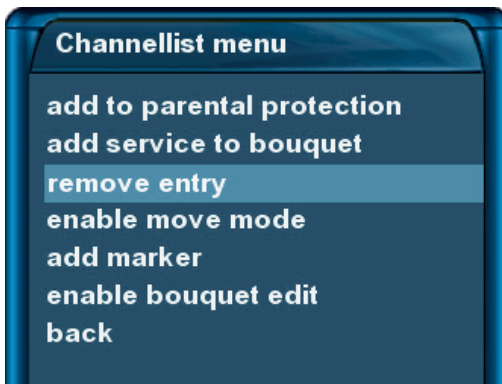 Channellist menu
add to parental protection
add service to bouquet
remove entry
enable move mode
add marker
enable bouquet edit
back